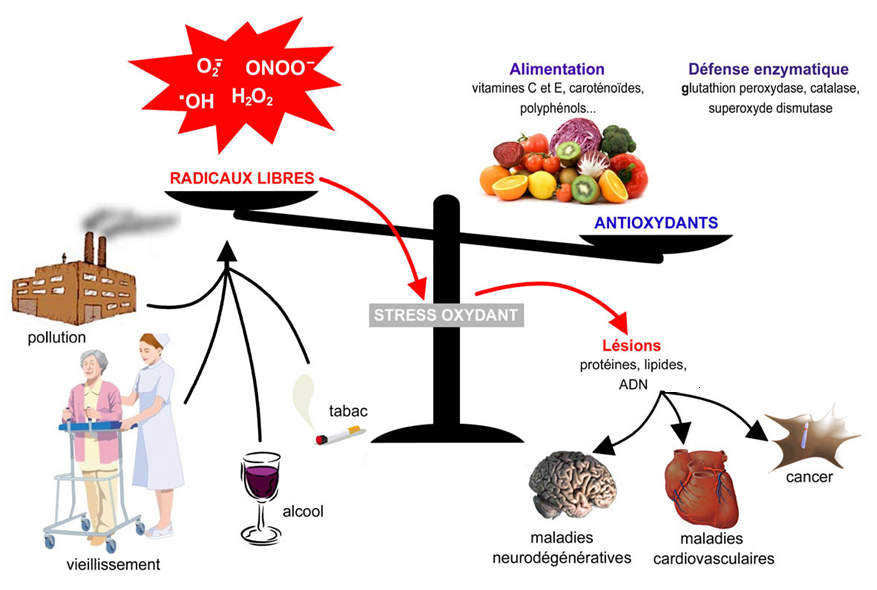 O₂•̄ ONOO⁻
•OH H₂O₂
RADICAUX LIBRES
Alimentation
vitamines C et E, caroténoïdes,
polyphénols...
Défense enzymatique
glutathion peroxydase, catalase,
superoxyde dismutase
ANTIOXYDANTS
STRESS OXYDANT
pollution
vieillissement
alcool
tabac
Lésions
protéines, lipides,
ADN
maladies
neurodégénératives
maladies
cardiovasculaires
cancer